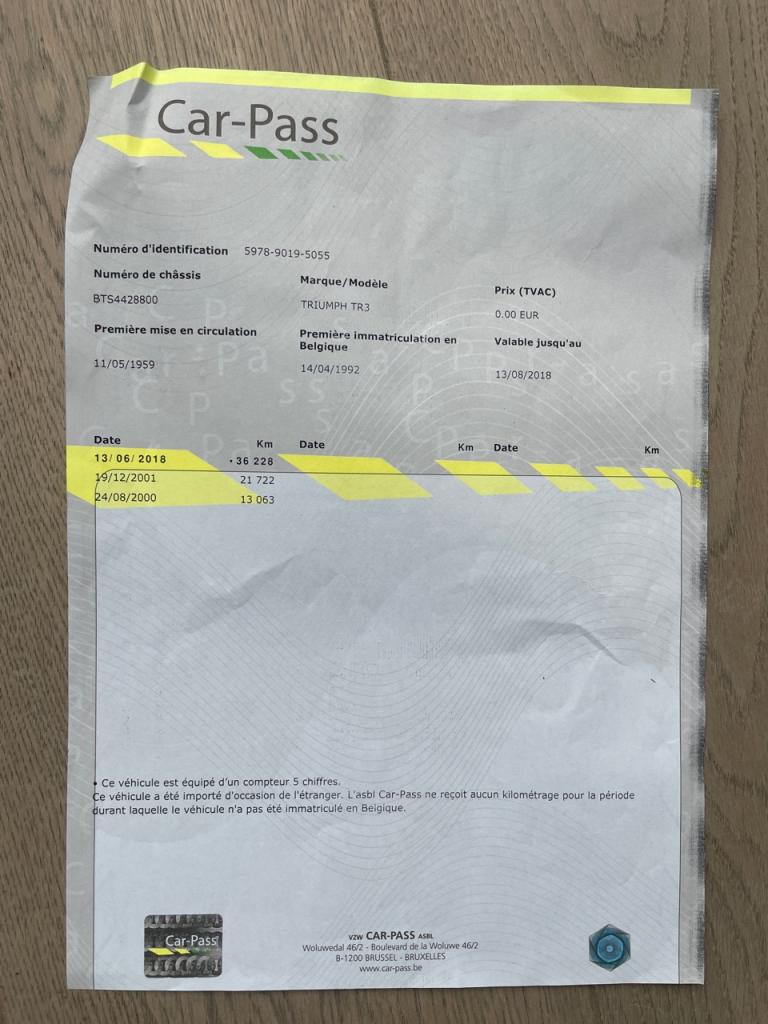 Car-Pass
Numéro d'identification 5978-9019-5055
Numéro de châssis Marque/Modèle Prix (TVAC)
BTS4428800 TRIUMPH TR3 0.00 EUR
Première mise en circulation Première immatriculation en Belgique Valable jusqu'au
11/05/1959 14/04/1992 13/08/2018
Date Km Date Km Date Km
13/06/2018 • 36 228
19/12/2001 21 722
24/08/2000 13 063
• Ce véhicule est équipé d'un compteur 5 chiffres.
Ce véhicule a été importé d'occasion de l'étranger. L'asbl Car-Pass ne reçoit aucun kilométrage pour la période
durant laquelle le véhicule n'a pas été immatriculé en Belgique.
Car-Pass
VZW CAR-PASS ASBL
Woluwedal 46/2 - Boulevard de la Woluwe 46/2
B-1200 BRUSSEL - BRUXELLES
www.car-pass.be